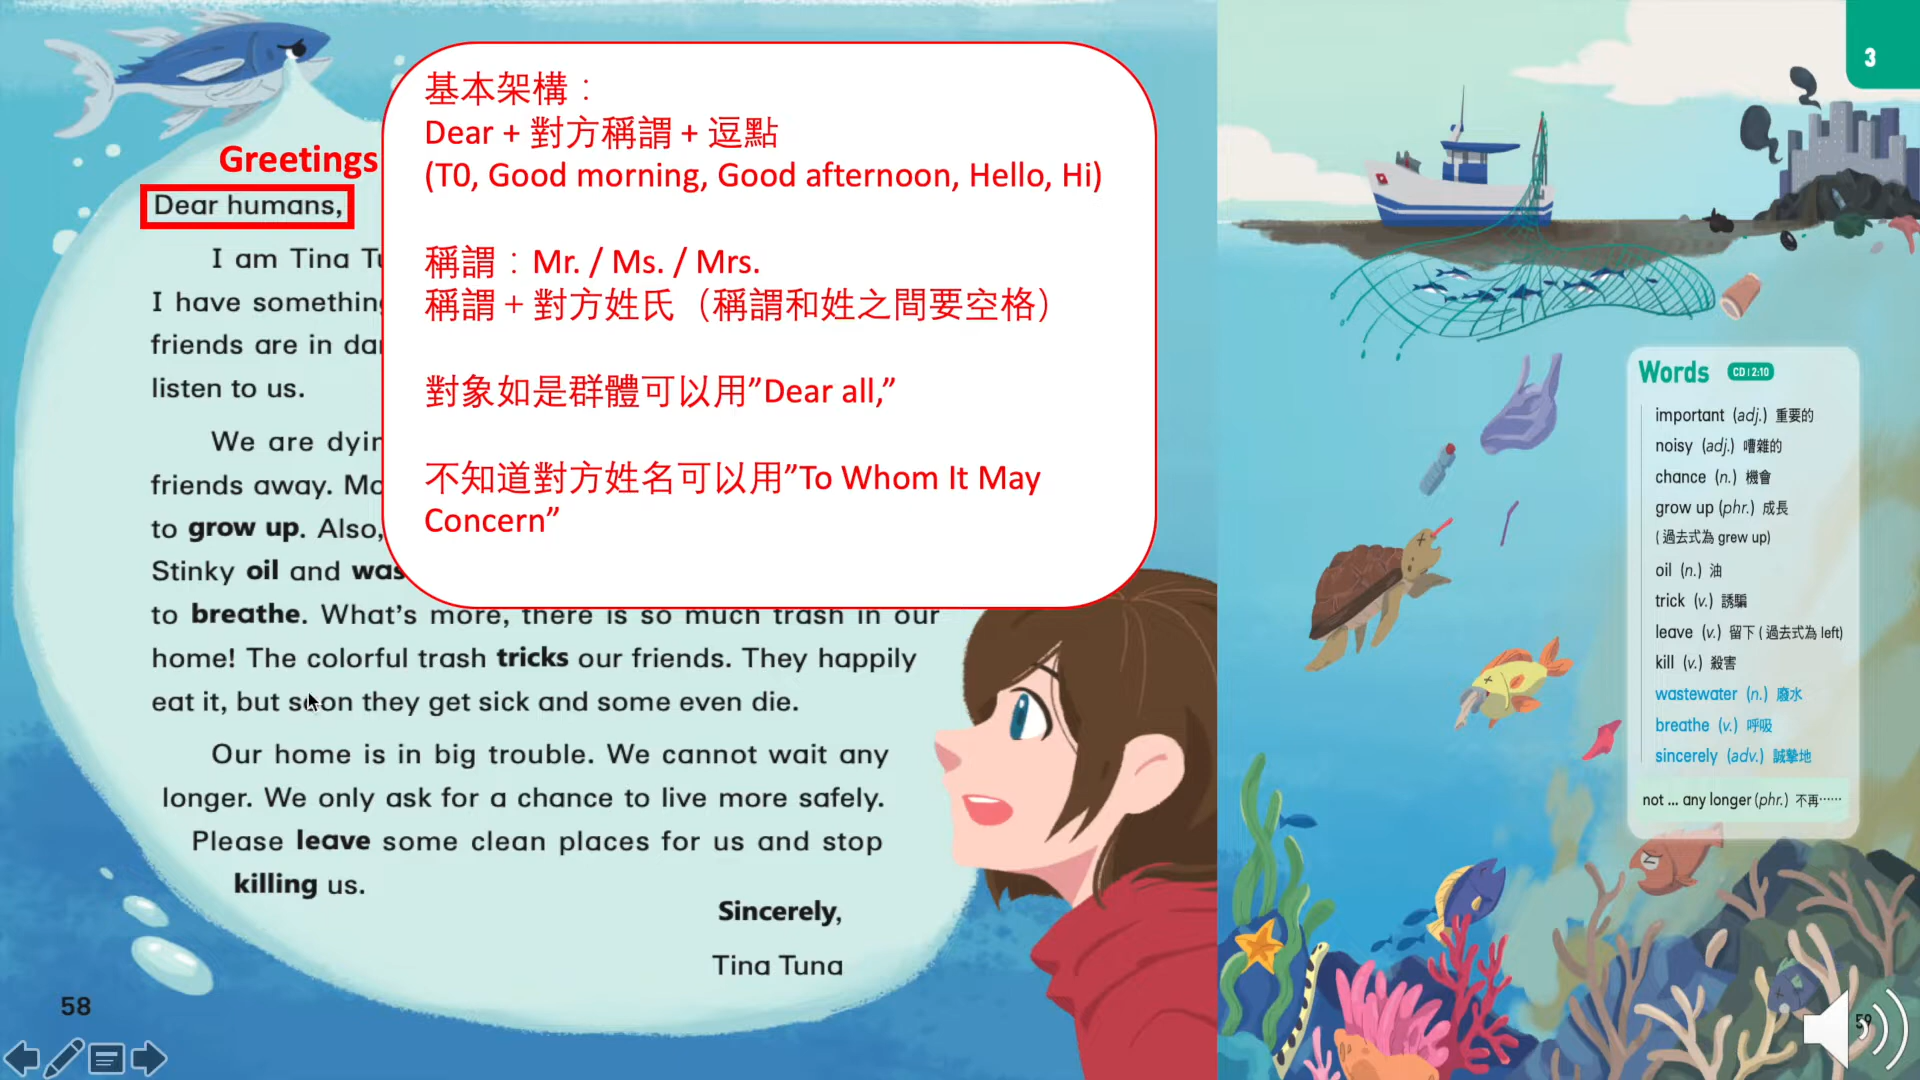 Greetings
Dear humans,
I am Tina
I have something
friends are in
listen to us.
We are
friends away.
to grow up. Also,
Stinky oil and
to breathe. What's more, there is so much trash in our
home! The colorful trash tricks our friends. They happily
eat it, but soon they get sick and some even die.
Our home is in big trouble. We cannot wait any
longer. We only ask for a chance to live more safely.
Please leave some clean places for us and stop
killing us.
Sincerely,
Tina Tuna
58
基本架構：
Dear + 對方稱謂 + 逗點
(T0, Good morning, Good afternoon, Hello, Hi)
稱謂：Mr. / Ms. / Mrs.
稱謂 + 對方姓氏（稱謂和姓之間要空格）
對象如是群體可以用”Dear all,”
不知道對方姓名可以用”To Whom It May
Concern”
3
Words CD1 2:10
important (adj.) 重要的
noisy (adj.) 嘈雜的
chance (n.) 機會
grow up (phr.) 成長
( 過去式為 grew up)
oil (n.) 油
trick (v.) 誘騙
leave (v.) 留下 ( 過去式為 left)
kill (v.) 殺害
wastewater (n.) 廢水
breathe (v.) 呼吸
sincerely (adv.) 誠摯地
not ... any longer (phr.) 不再……
59